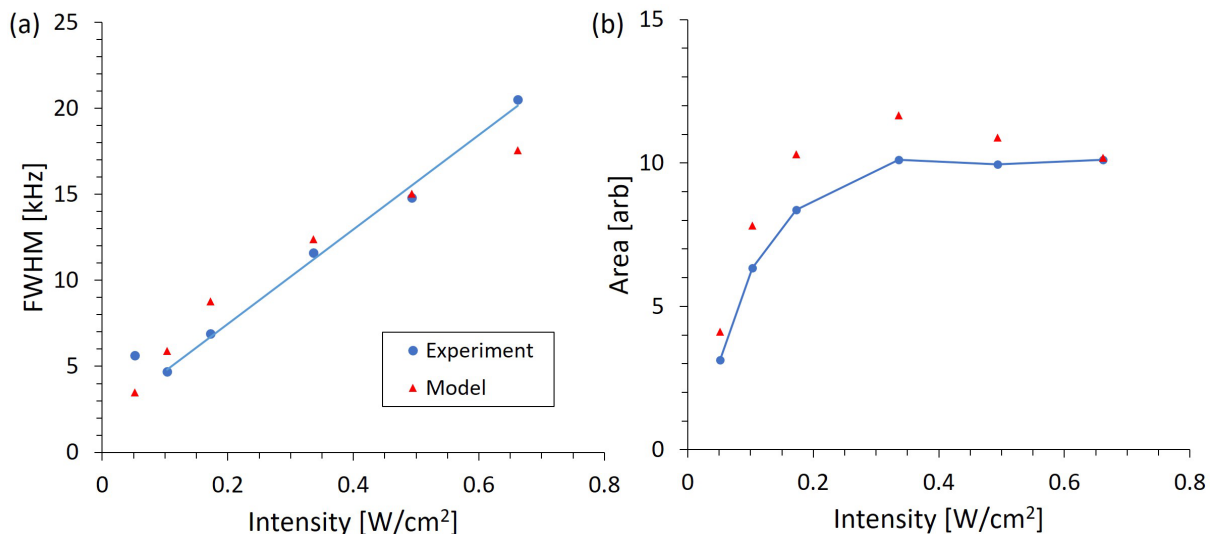 (a)
25
20
15
10
5
0
FWHM [kHz]
0 0.2 0.4 0.6 0.8
Intensity [W/cm²]
Experiment
Model
(b)
15
10
5
0
Area [arb]
0 0.2 0.4 0.6 0.8
Intensity [W/cm²]